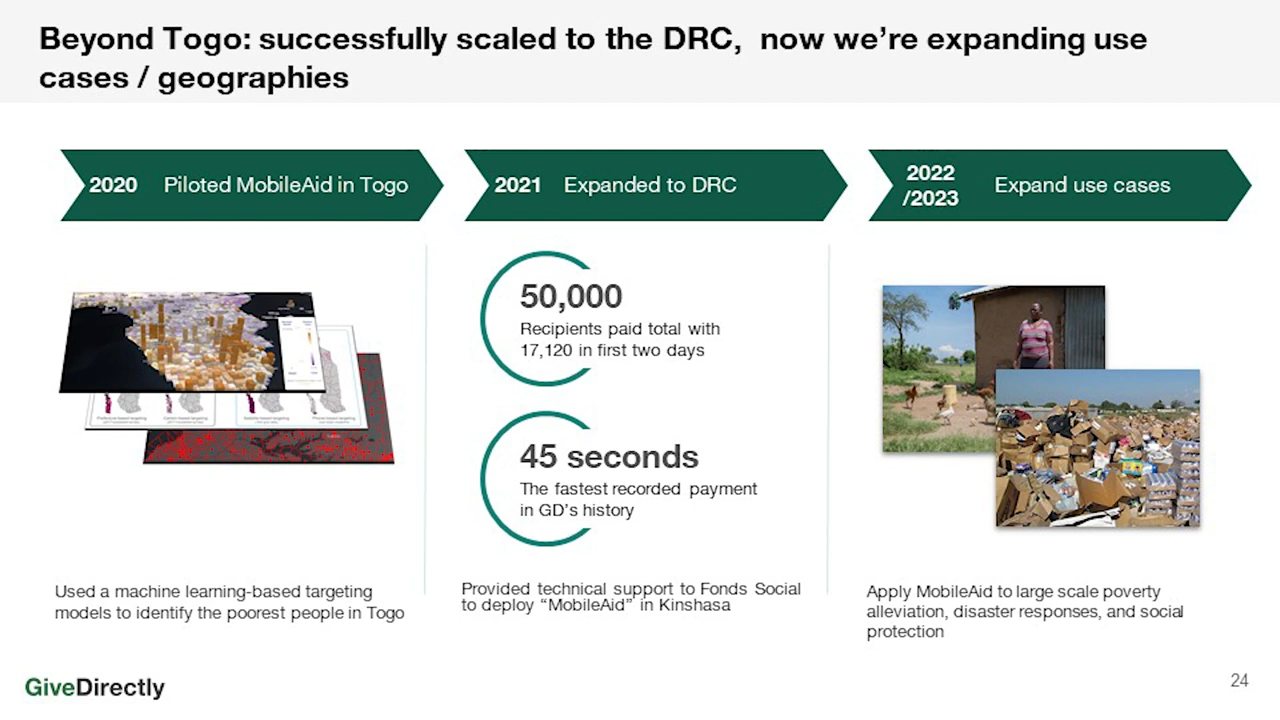 Beyond Togo: successfully scaled to the DRC, now we're expanding use
cases / geographies
2020 Piloted MobileAid in Togo
2021 Expanded to DRC
2022
/2023
Expand use cases
50,000
Recipients paid total with
17,120 in first two days
45 seconds
The fastest recorded payment
in GD's history
Used a machine learning-based targeting
models to identify the poorest people in Togo
Provided technical support to Fonds Social
to deploy “MobileAid” in Kinshasa
Apply MobileAid to large scale poverty
alleviation, disaster responses, and social
protection
GiveDirectly
24